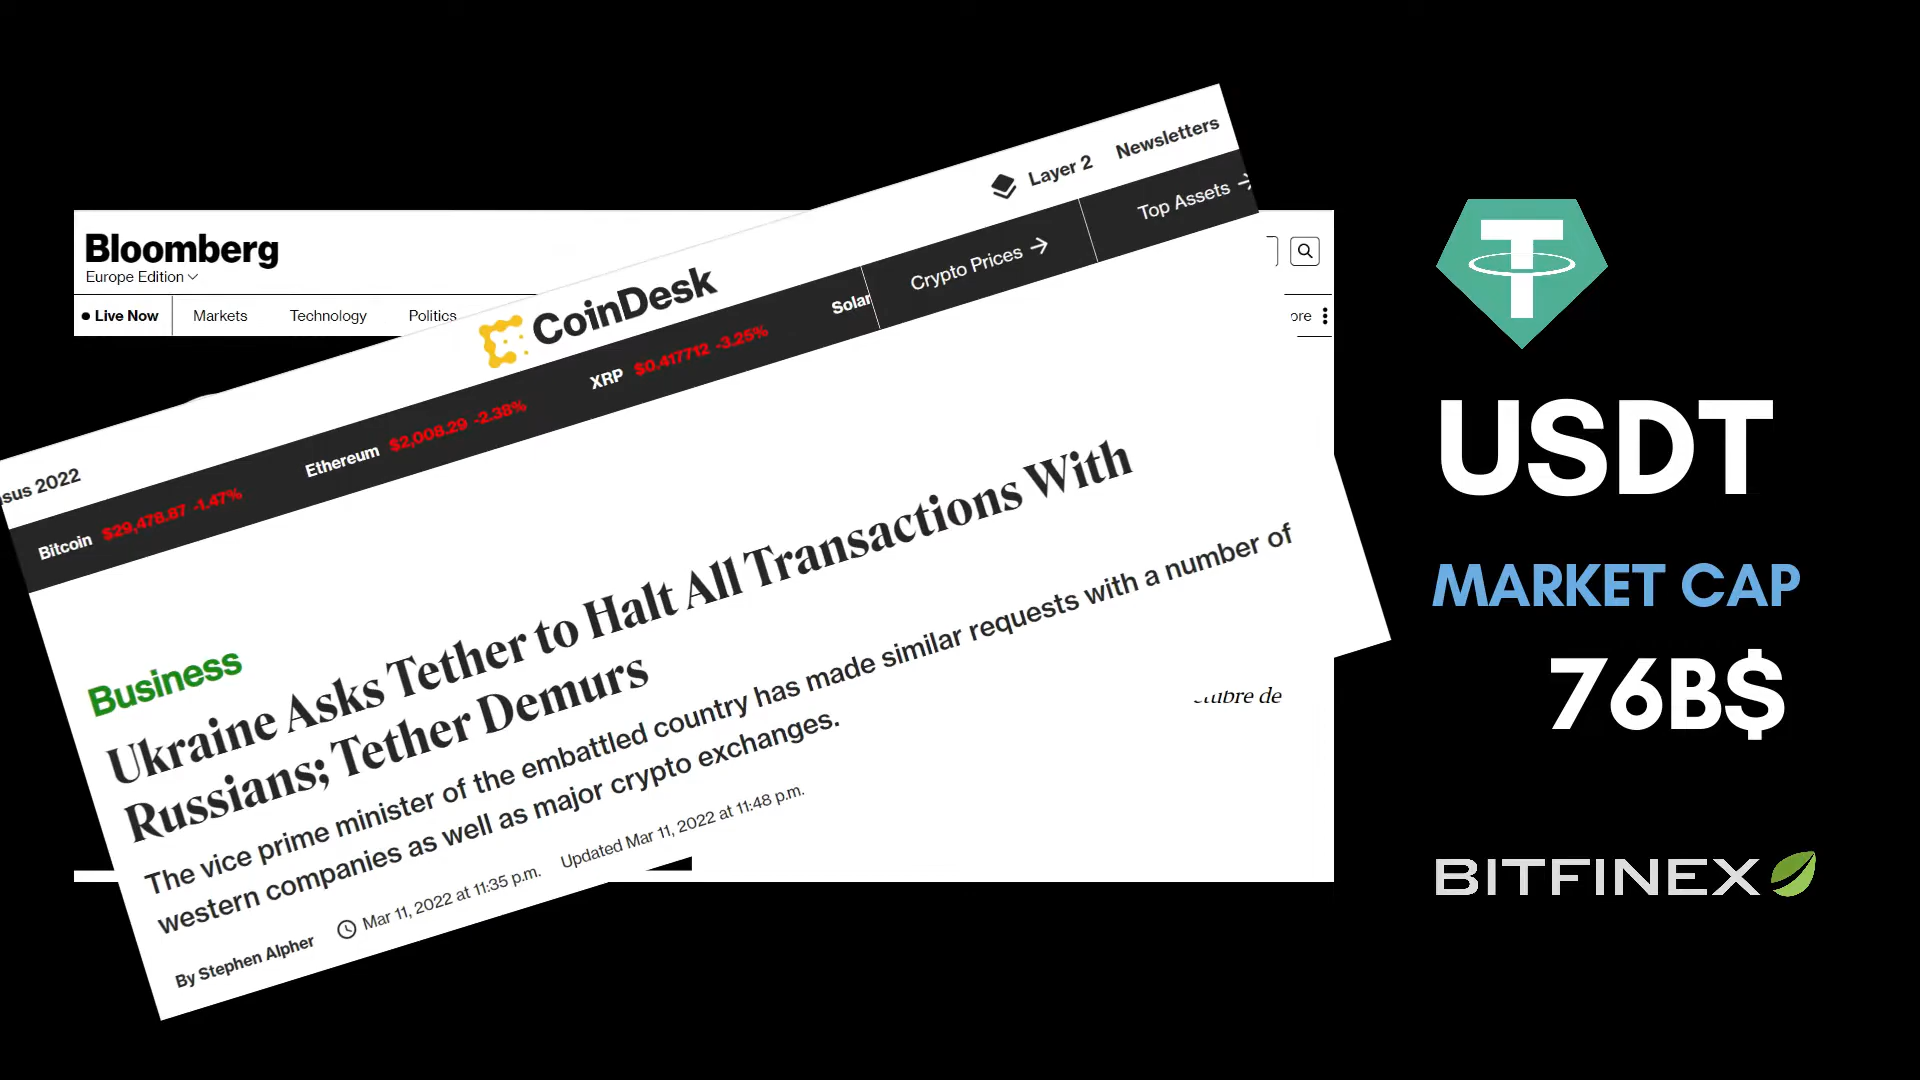 Bloomberg
Europe Edition
Live Now
Markets
Technology
Politics
ore
Layer 2
Newsletters
CoinDesk
Crypto Prices
Top Assets
sus 2022
Bitcoin $29,478.87 -1.47%
Ethereum $2,008.29 -2.38%
XRP $0.417712 -3.25%
Solar
Business
Ukraine Asks Tether to Halt All Transactions With
Russians; Tether Demurs
The vice prime minister of the embattled country has made similar requests with a number of
western companies as well as major crypto exchanges.
By Stephen Alpher
Mar 11, 2022 at 11:35 p.m.
Updated Mar 11, 2022 at 11:48 p.m.
de
T
USDT
MARKET CAP
76B$
BITFINEX